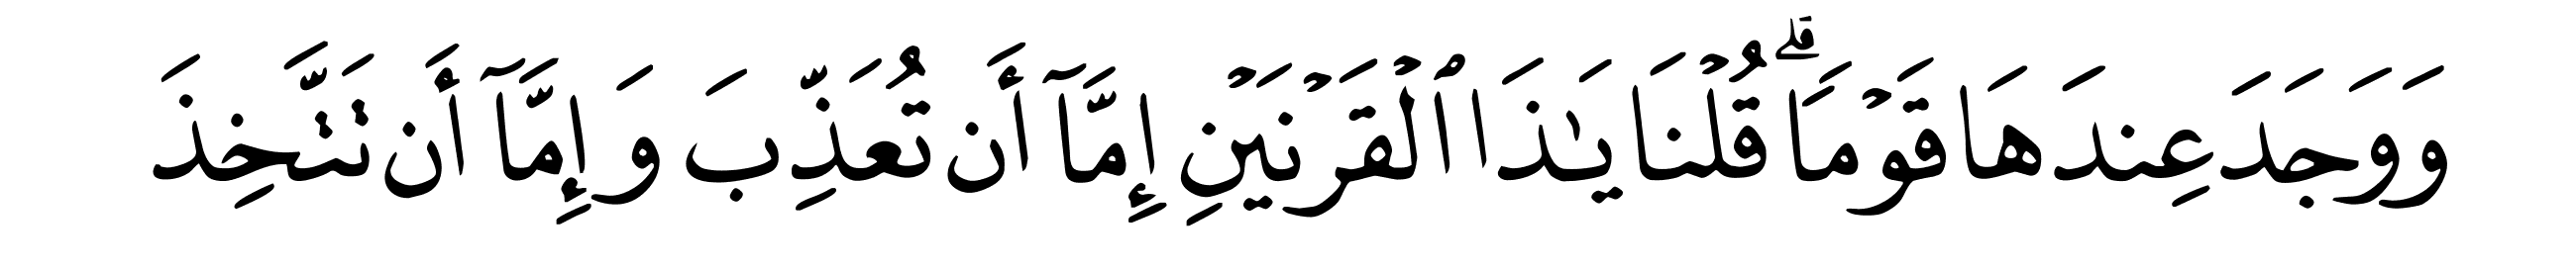 وَوَجَدَ عِندَهَا قَوۡمٗاۖ قُلۡنَا يَٰذَا ٱلۡقَرۡنَيۡنِ إِمَّآ أَن تُعَذِّبَ وَإِمَّآ أَن تَتَّخِذَ